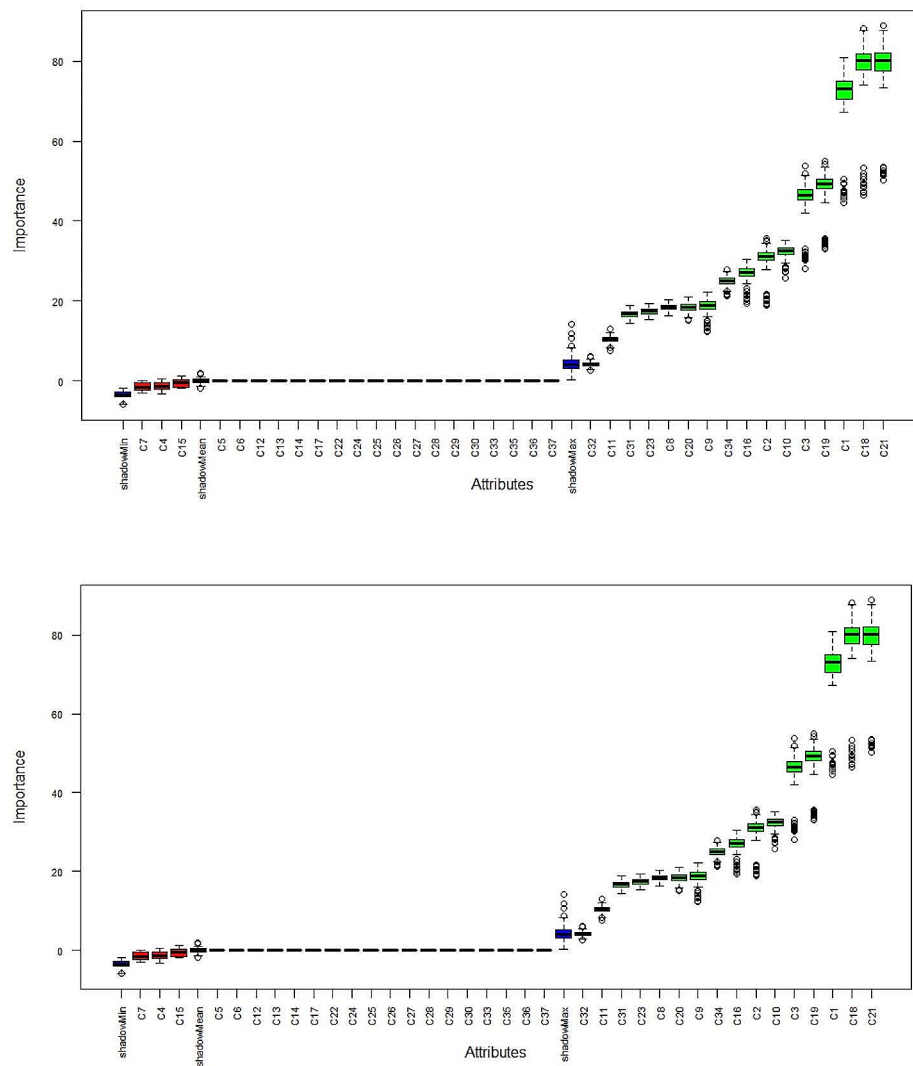 80
60
40
20
0
Importance
shadowMin
C7
C4
C15
shadowMean
C5
C6
C12
C13
C14
C17
C22
C24
C25
C26
C27
C28
C29
C30
C33
C35
C36
C37
shadowMax
C32
C11
C31
C23
C8
C20
C9
C34
C16
C2
C10
C3
C19
C1
C18
C21
Attributes
80
60
40
20
0
Importance
shadowMin
C7
C4
C15
shadowMean
C5
C6
C12
C13
C14
C17
C22
C24
C25
C26
C27
C28
C29
C30
C33
C35
C36
C37
shadowMax
C32
C11
C31
C23
C8
C20
C9
C34
C16
C2
C10
C3
C19
C1
C18
C21
Attributes